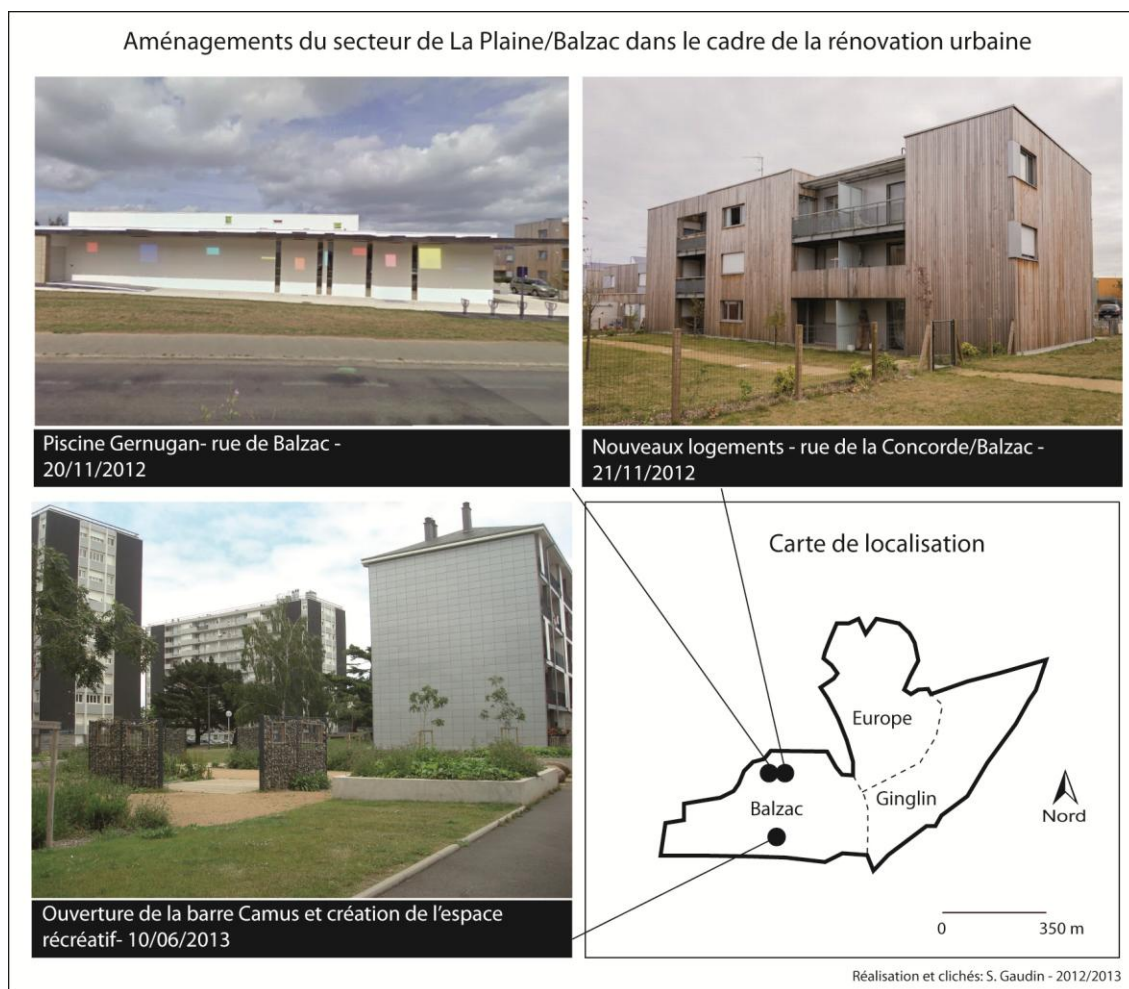 Aménagements du secteur de La Plaine/Balzac dans le cadre de la rénovation urbaine
Piscine Gernugan- rue de Balzac -
20/11/2012
Nouveaux logements - rue de la Concorde/Balzac -
21/11/2012
Ouverture de la barre Camus et création de l’espace
récréatif- 10/06/2013
Carte de localisation
Europe
Ginglin
Balzac
Nord
0 350 m
Réalisation et clichés: S. Gaudin - 2012/2013